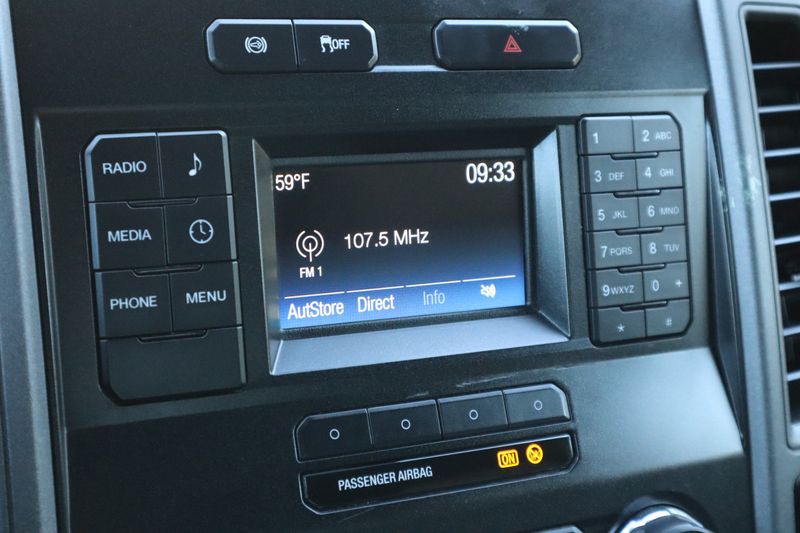 OFF
RADIO
MEDIA
PHONE
MENU
59°F
09:33
107.5 MHz
FM 1
AutStore Direct Info
1 2 ABC
3 DEF 4 GHI
5 JKL 6 MNO
7 PQRS 8 TUV
9 WXYZ 0 +
* #
PASSENGER AIRBAG ON